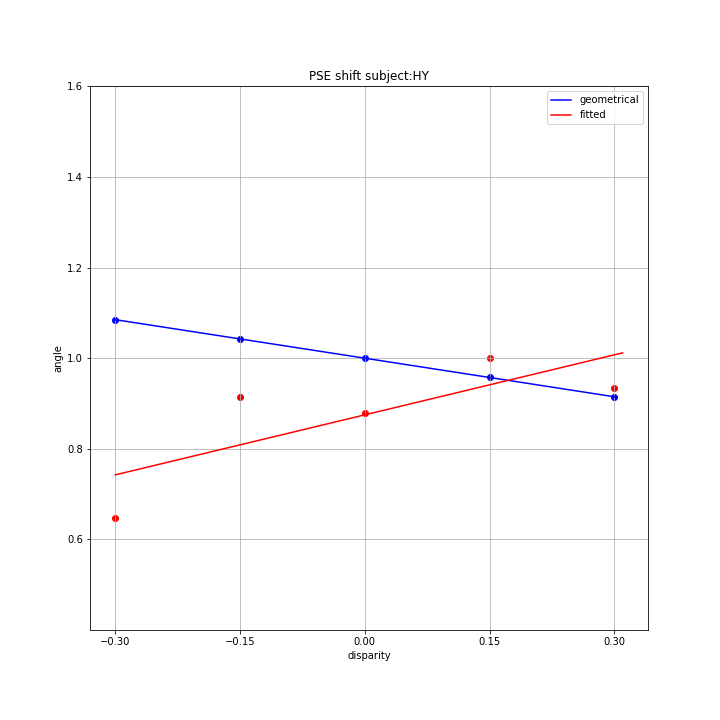 PSE shift subject:HY
geometrical
fitted
1.6
1.4
1.2
1.0
0.8
0.6
angle
−0.30
−0.15
0.00
0.15
0.30
disparity